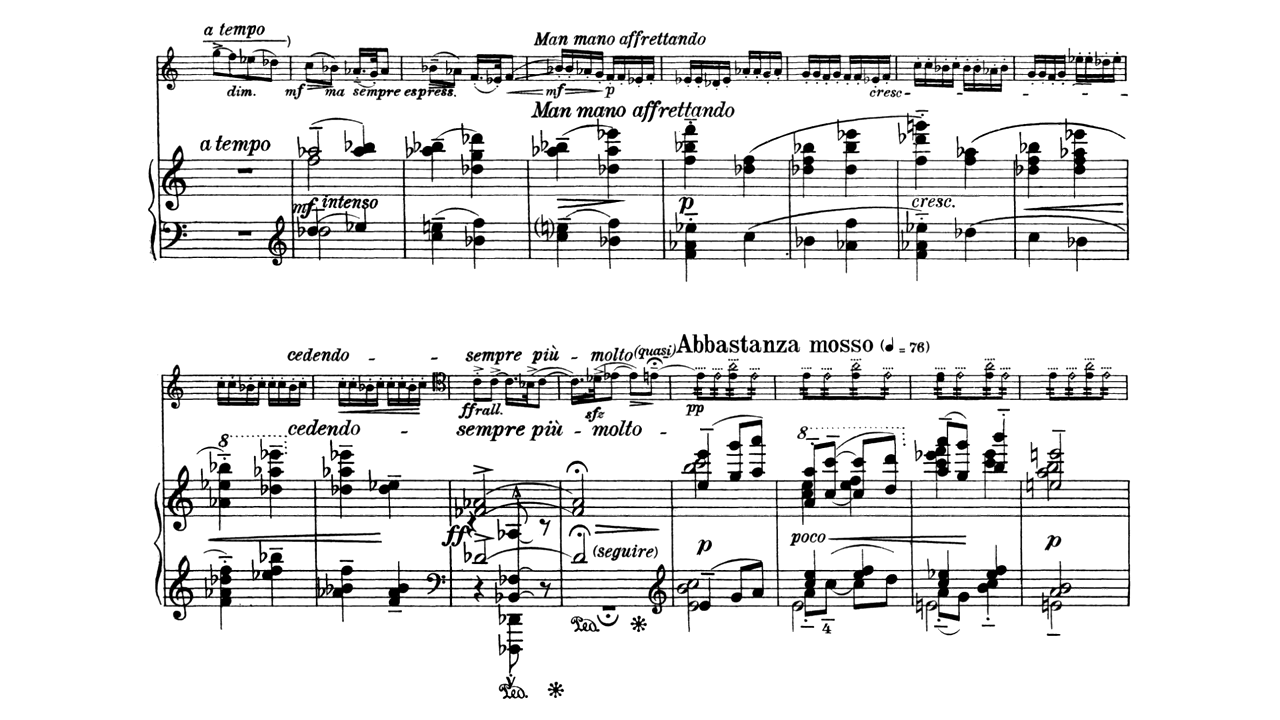 a tempo
Man mano affrettando
dim. mf ma sempre espress. mf p cresc. - - - - - -
Man mano affrettando
a tempo
mf intenso p cresc.
Abbastanza mosso (♩ = 76)
cedendo - - sempre più - molto (quasi)
ffrall. sfz pp
cedendo - sempre più - molto -
8 8
ff (seguire) p poco p
Ped. * 4
Ped. *